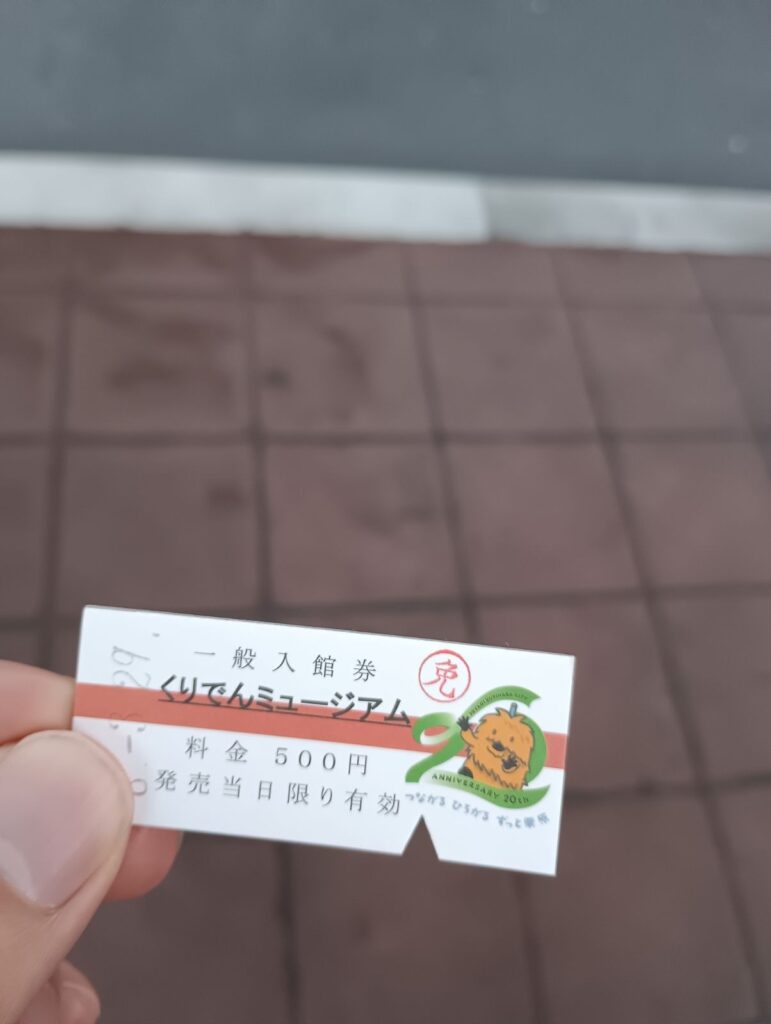 一般入館券
くりでんミュージアム
料金 500円
発売当日限り有効
免
ANNIVERSARY 20th
つながる ひろがる ずっと栗原